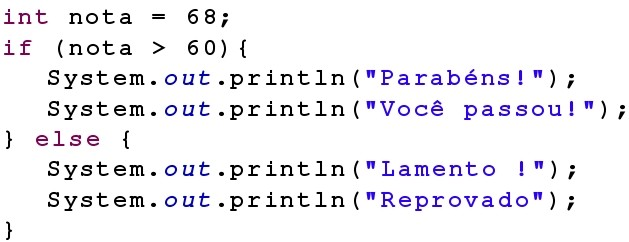 int nota = 68;
if (nota > 60){
   System.out.println("Parabéns!");
   System.out.println("Você passou!");
} else {
   System.out.println("Lamento !");
   System.out.println("Reprovado");
}